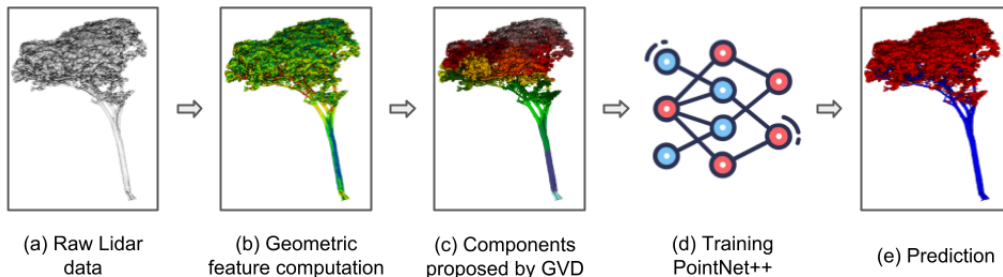 (a) Raw Lidar
data
(b) Geometric
feature computation
(c) Components
proposed by GVD
(d) Training
PointNet++
(e) Prediction